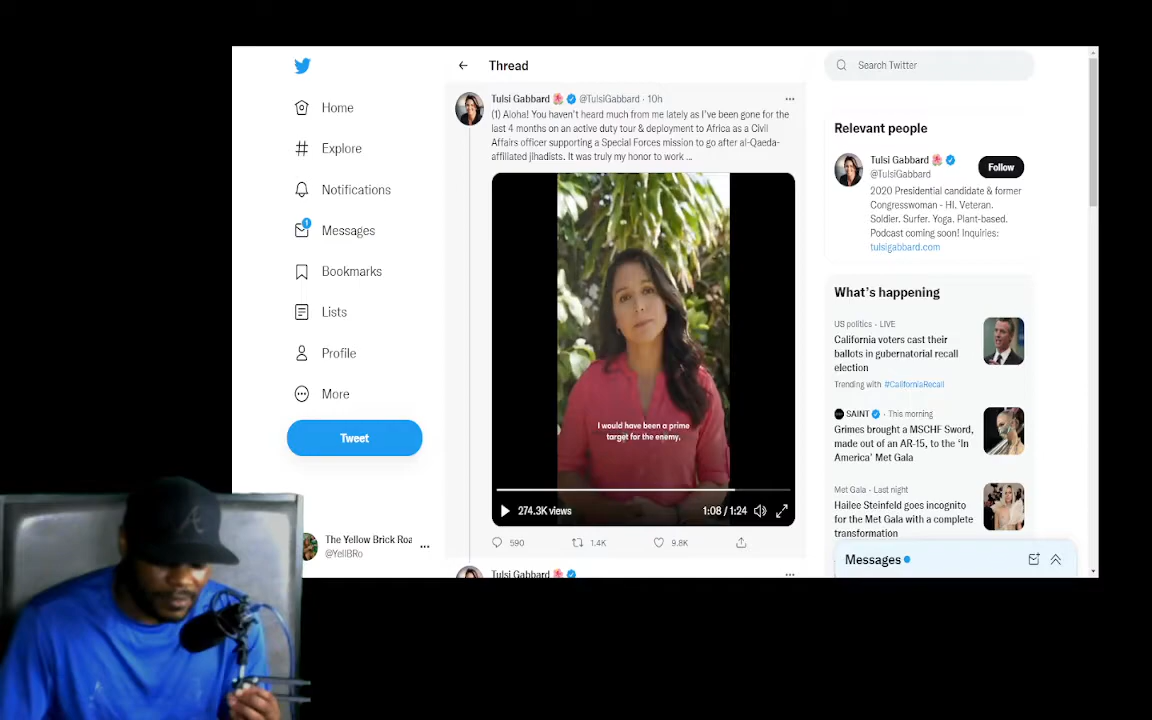 Home
Explore
Notifications
1
Messages
Bookmarks
Lists
Profile
More
Tweet
The Yellow Brick Roa
@YellBRo
Thread
Tulsi Gabbard 🌺 @TulsiGabbard · 10h
(1) Aloha! You haven't heard much from me lately as I've been gone for the
last 4 months on an active duty tour & deployment to Africa as a Civil
Affairs officer supporting a Special Forces mission to go after al-Qaeda-
affiliated jihadists. It was truly my honor to work ...
I would have been a prime
target for the enemy,
274.3K views
1:08 / 1:24
590
1.4K
9.8K
Tulsi Gabbard 🌺
Search Twitter
Relevant people
Tulsi Gabbard 🌺
@TulsiGabbard
Follow
2020 Presidential candidate & former
Congresswoman - HI. Veteran.
Soldier. Surfer. Yoga. Plant-based.
Podcast coming soon! Inquiries:
tulsigabbard.com
What's happening
US politics · LIVE
California voters cast their
ballots in gubernatorial recall
election
Trending with #CaliforniaRecall
SAINT · This morning
Grimes brought a MSCHF Sword,
made out of an AR-15, to the 'In
America' Met Gala
Met Gala · Last night
Hailee Steinfeld goes incognito
for the Met Gala with a complete
transformation
Messages